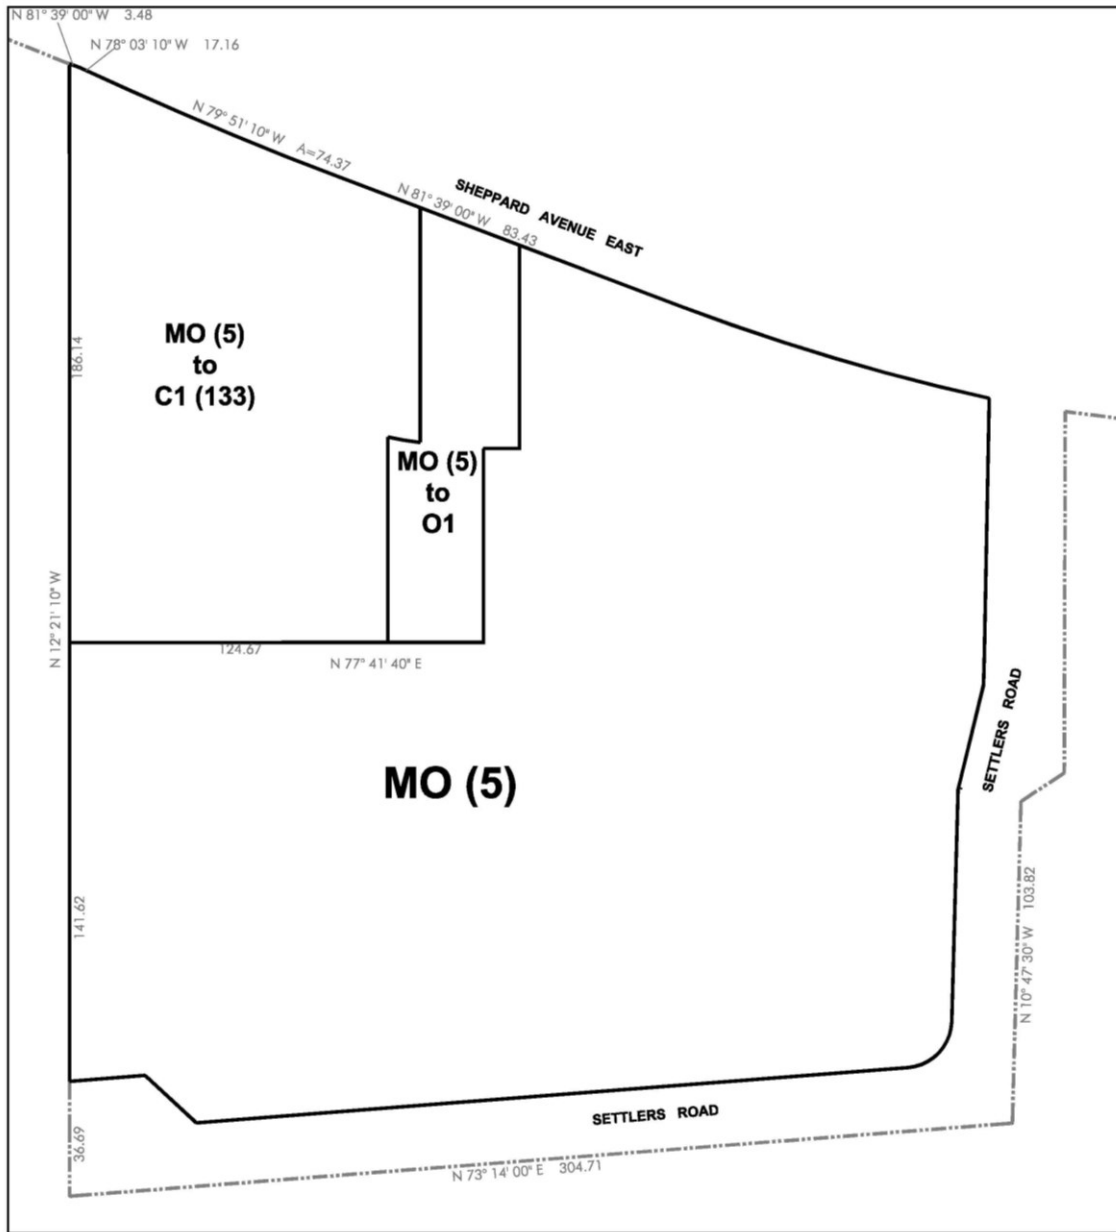 N 81° 39' 00" W 3.48
N 78° 03' 10" W 17.16
N 79° 51' 10" W A=74.37
N 81° 39' 00" W 83.43
SHEPPARD AVENUE EAST
MO (5)
to
C1 (133)
186.14
MO (5)
to
O1
N 12° 21' 10" W
124.67
N 77° 41' 40" E
SETTLERS ROAD
MO (5)
141.62
N 10° 47' 30" W 103.82
SETTLERS ROAD
36.69
N 73° 14' 00" E 304.71